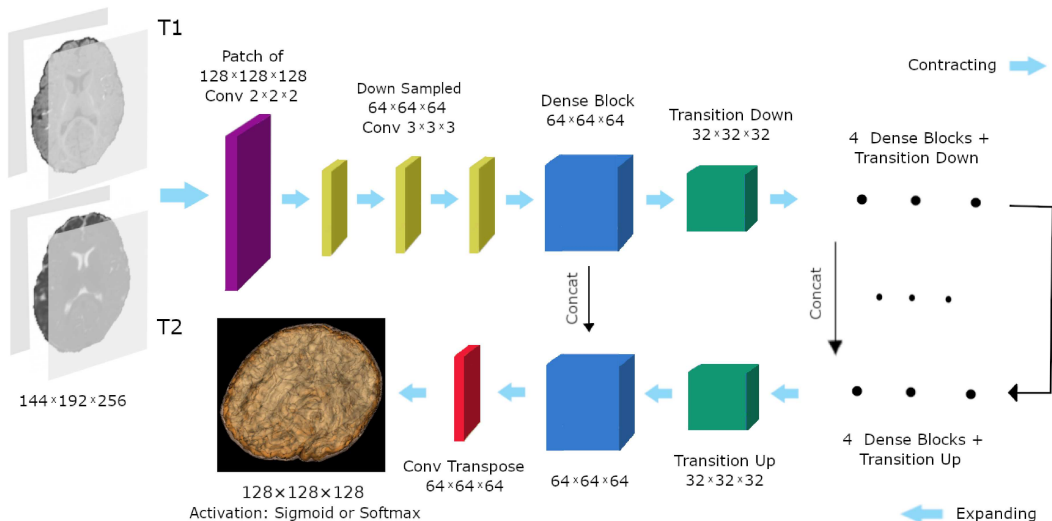 T1
Patch of
128×128×128
Conv 2×2×2
Down Sampled
64×64×64
Conv 3×3×3
Dense Block
64×64×64
Transition Down
32×32×32
Contracting
4 Dense Blocks +
Transition Down
Concat
Concat
T2
144×192×256
128×128×128
Activation: Sigmoid or Softmax
Conv Transpose
64×64×64
64×64×64
Transition Up
32×32×32
4 Dense Blocks +
Transition Up
Expanding